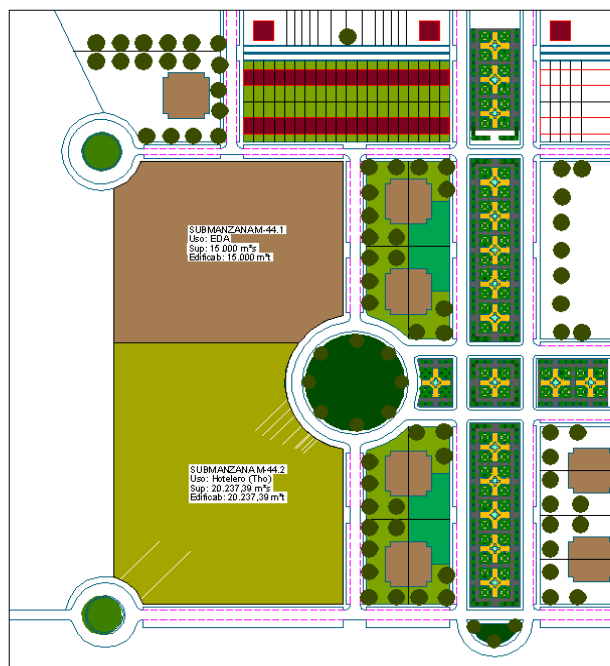 SUBMANZANA M-44.1
Uso: EDA
Sup: 15.000 m²s
Edificab: 15.000 m²t
SUBMANZANA M-44.2
Uso: Hotelero (Tho)
Sup: 20.237,39 m²s
Edificab: 20.237,39 m²t